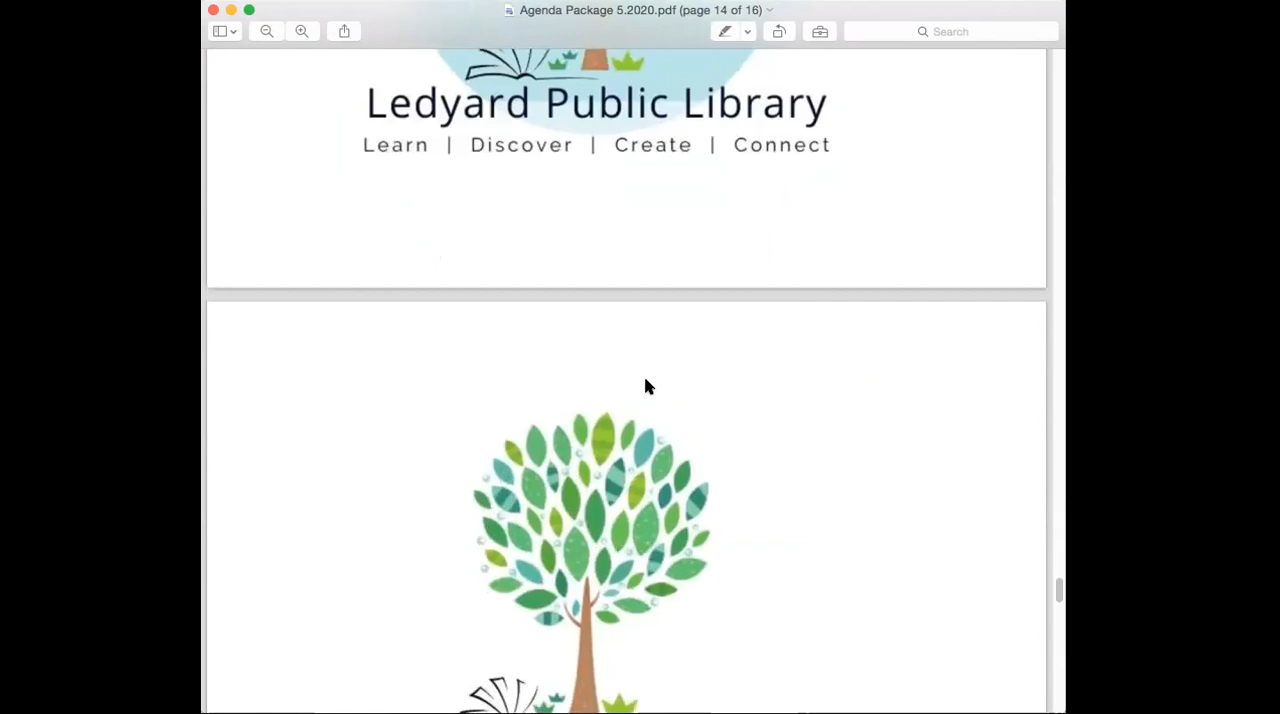 Agenda Package 5.2020.pdf (page 14 of 16)
Search
Ledyard Public Library
Learn | Discover | Create | Connect